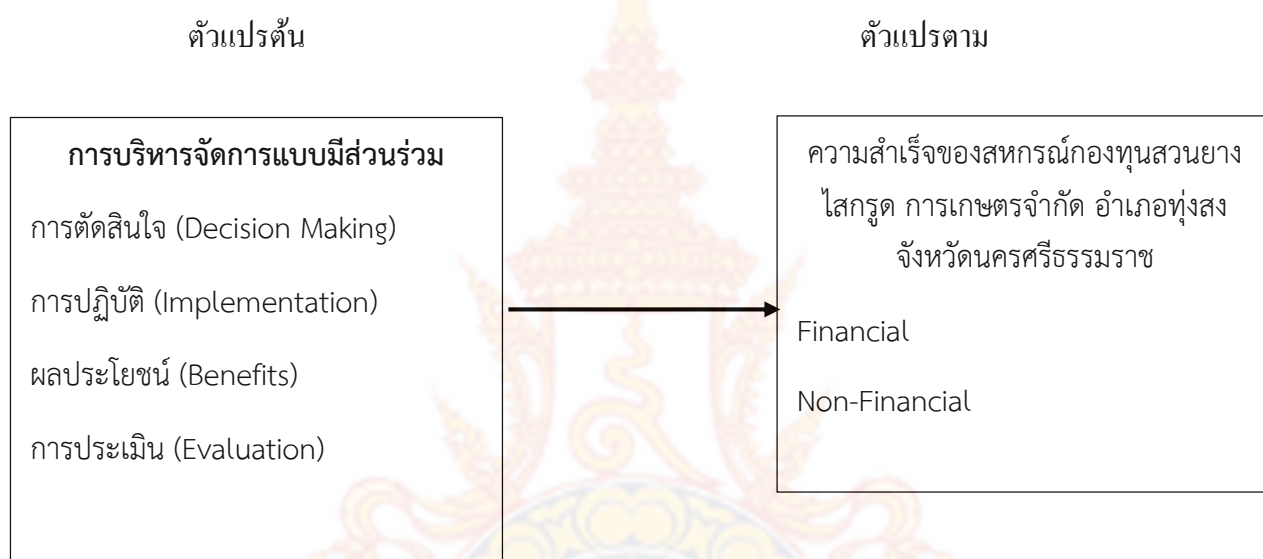 ตัวแปรต้น
ตัวแปรตาม
การบริหารจัดการแบบมีส่วนร่วม
การตัดสินใจ (Decision Making)
การปฏิบัติ (Implementation)
ผลประโยชน์ (Benefits)
การประเมิน (Evaluation)
ความสำเร็จของสหกรณ์กองทุนสวนยาง
ไสกรูด การเกษตรจำกัด อำเภอทุ่งสง
จังหวัดนครศรีธรรมราช
Financial
Non-Financial